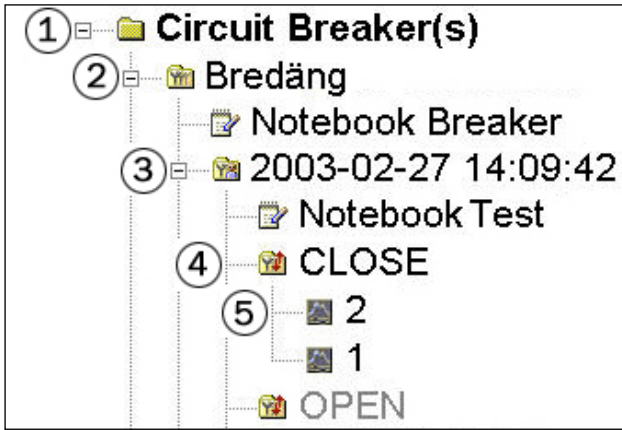 1 Circuit Breaker(s)
2 Bredäng
Notebook Breaker
3 2003-02-27 14:09:42
Notebook Test
4 CLOSE
5 2
1
OPEN